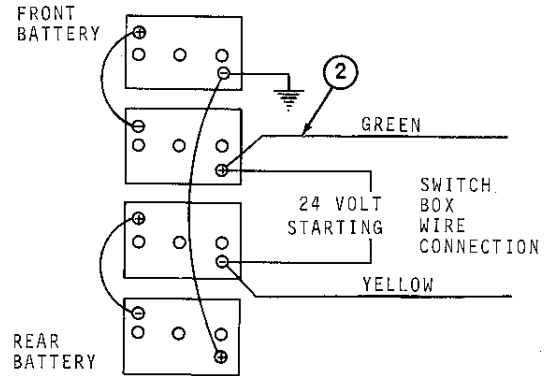 FRONT
BATTERY
2
GREEN
24 VOLT
STARTING
SWITCH
BOX
WIRE
CONNECTION
YELLOW
REAR
BATTERY